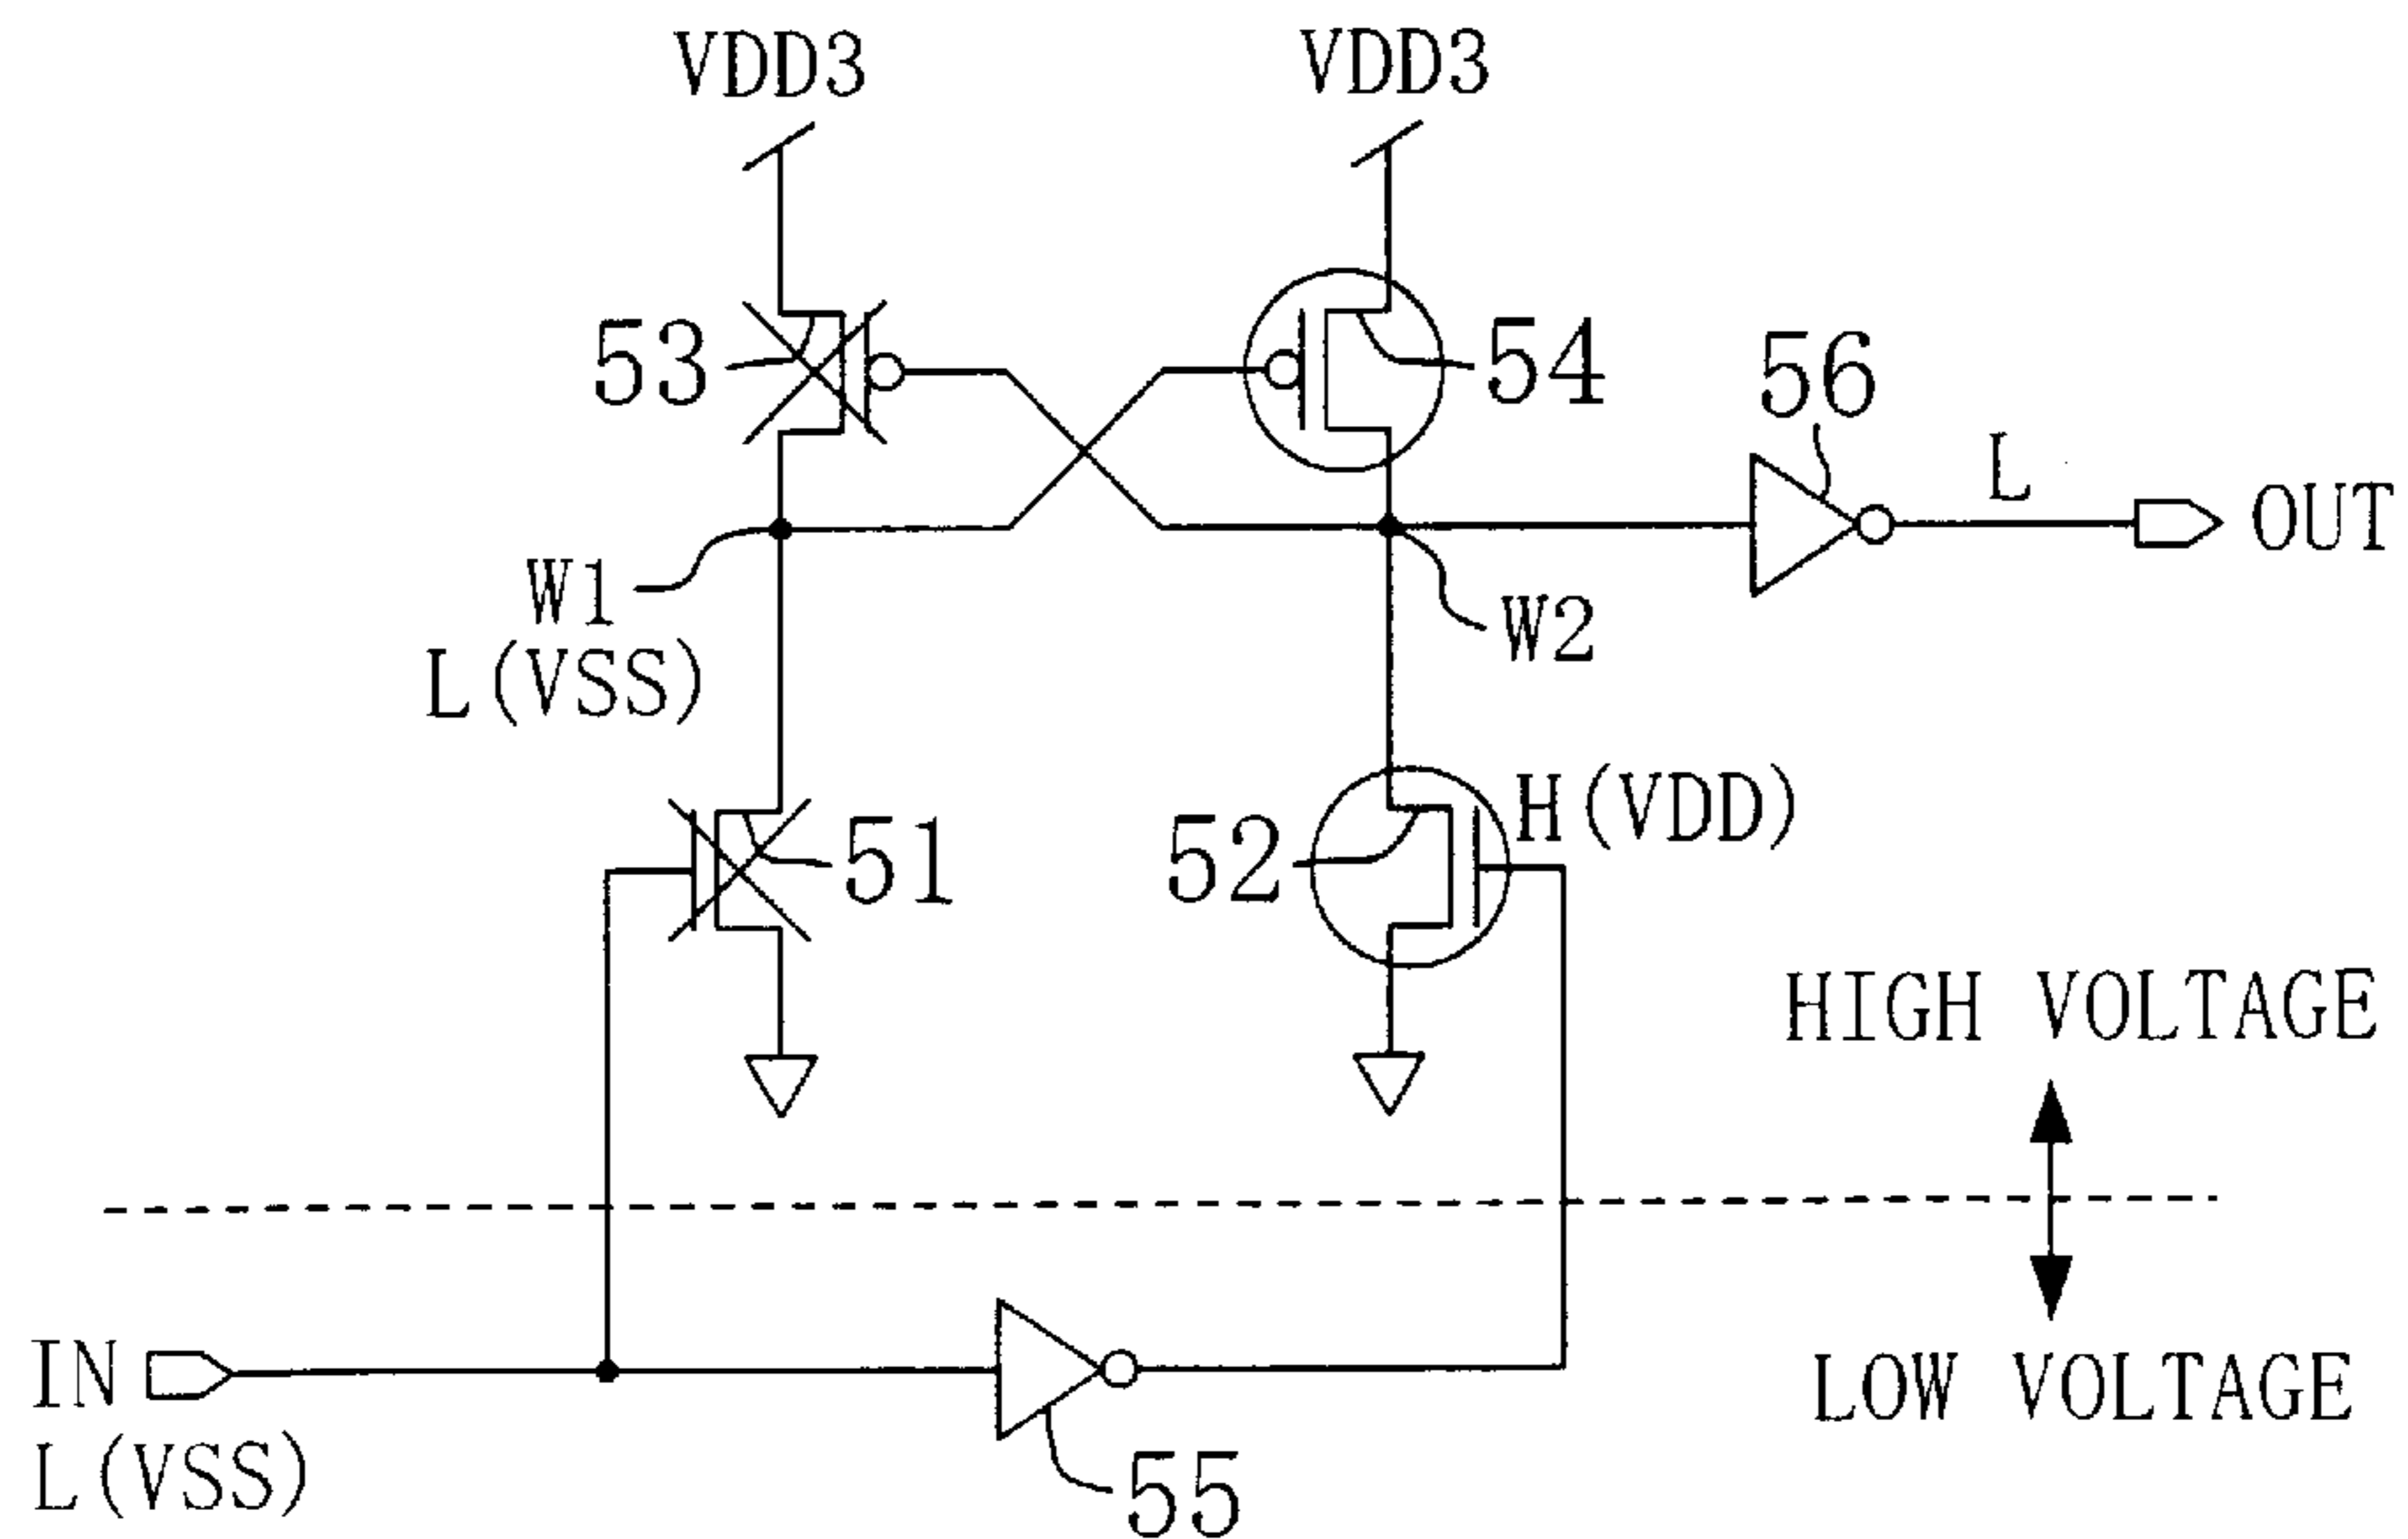 VDD3
VDD3
53
54
56
L
OUT
W1
L(VSS)
W2
51
52
H(VDD)
HIGH VOLTAGE
IN
L(VSS)
55
LOW VOLTAGE